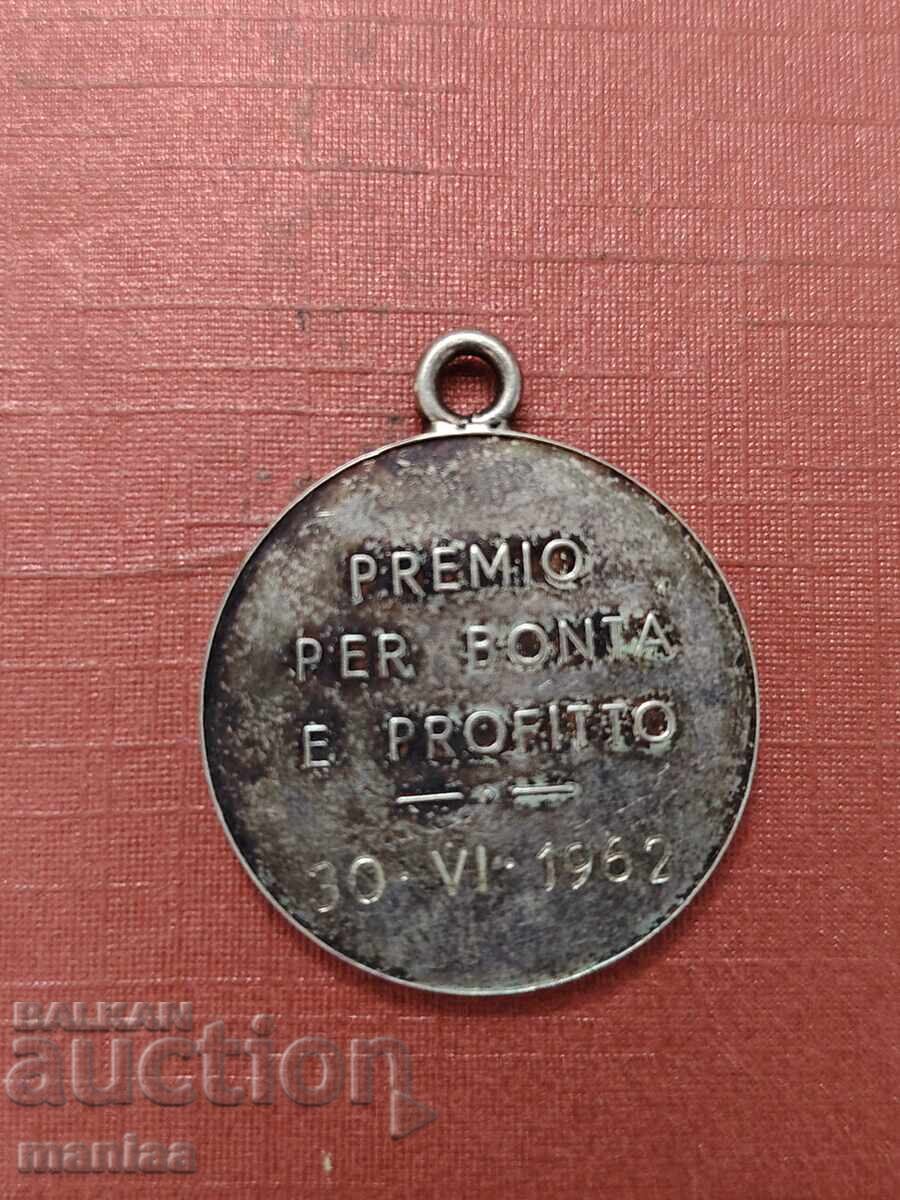 PREMIO
PER BONTA
E PROFITTO
30·VI·1962
BALKAN
auction
maniaa